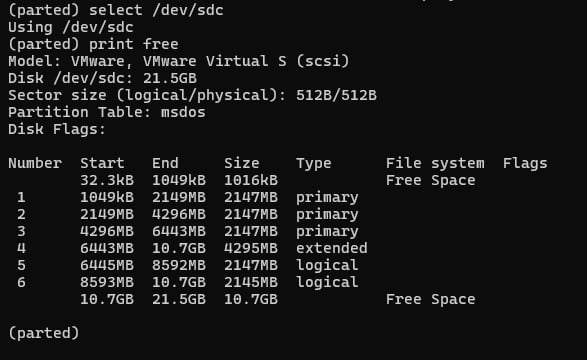 (parted) select /dev/sdc
Using /dev/sdc
(parted) print free
Model: VMware, VMware Virtual S (scsi)
Disk /dev/sdc: 21.5GB
Sector size (logical/physical): 512B/512B
Partition Table: msdos
Disk Flags:

Number  Start   End     Size    Type      File system  Flags
        32.3kB  1049kB  1016kB            Free Space
 1      1049kB  2149MB  2147MB  primary
 2      2149MB  4296MB  2147MB  primary
 3      4296MB  6443MB  2147MB  primary
 4      6443MB  10.7GB  4295MB  extended
 5      6445MB  8592MB  2147MB  logical
 6      8593MB  10.7GB  2145MB  logical
        10.7GB  21.5GB  10.7GB            Free Space

(parted)